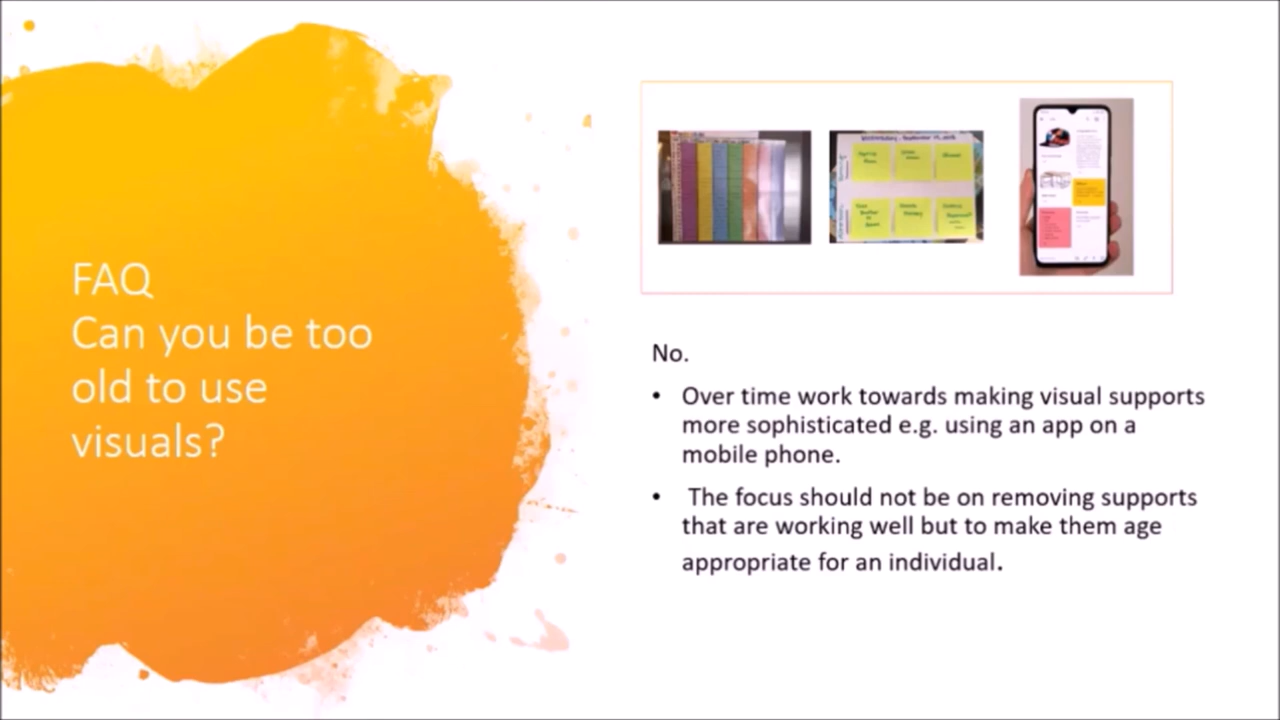 FAQ
Can you be too
old to use
visuals?
No.
• Over time work towards making visual supports
more sophisticated e.g. using an app on a
mobile phone.
• The focus should not be on removing supports
that are working well but to make them age
appropriate for an individual.